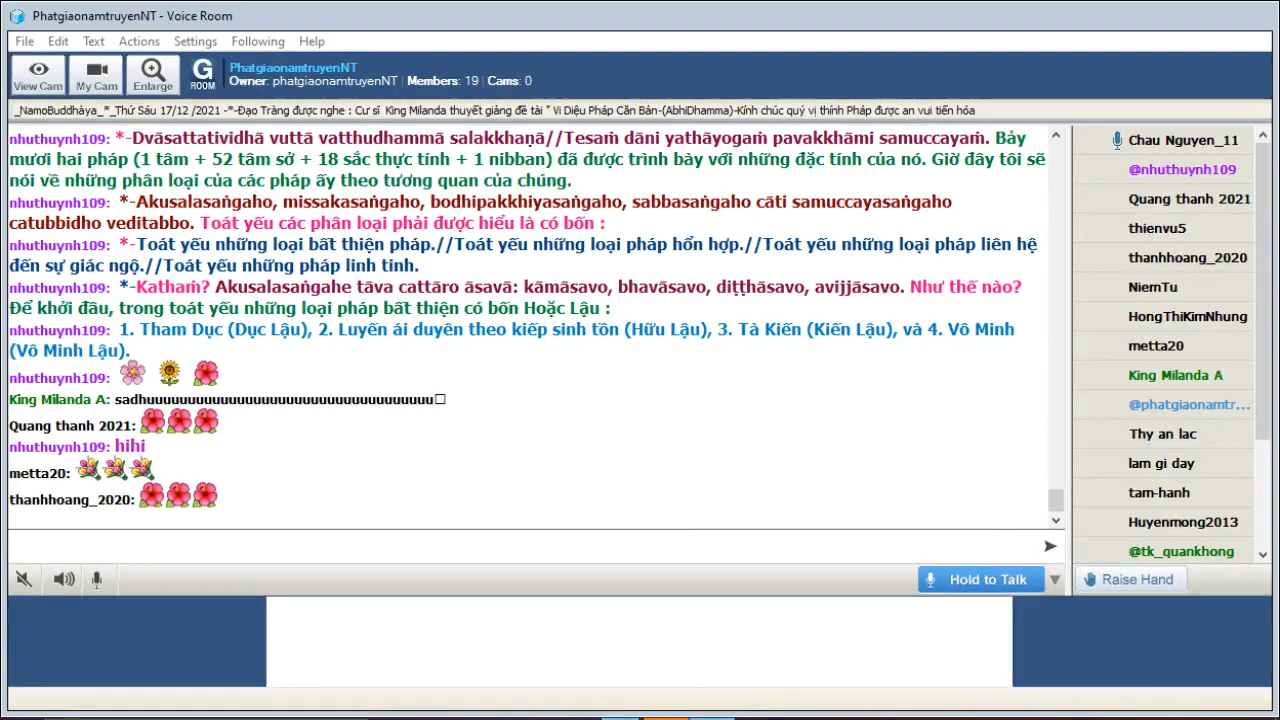 PhatgiaonamtruyenNT - Voice Room
File Edit Text Actions Settings Following Help
View Cam My Cam Enlarge G ROOM
PhatgiaonamtruyenNT
Owner: phatgiaonamtruyenNT Members: 19 Cams: 0
_NamoBuddhàya_*_Thứ Sáu 17/12 /2021 -*-Đạo Tràng được nghe : Cư sĩ King Milanda thuyết giảng đề tài " Vi Diệu Pháp Căn Bản-(AbhiDhamma)-Kính chúc quý vị thính Pháp được an vui tiến hóa
nhuthuynh109: *-Dvāsattatividhā vuttā vatthudhammā salakkhaṇā//Tesaṁ dāni yathāyogaṁ pavakkhāmi samuccayaṁ. Bảy
mươi hai pháp (1 tâm + 52 tâm sở + 18 sắc thực tính + 1 nibban) đã được trình bày với những đặc tính của nó. Giờ đây tôi sẽ
nói về những phân loại của các pháp ấy theo tương quan của chúng.
nhuthuynh109: *-Akusalasaṅgaho, missakasaṅgaho, bodhipakkhiyasaṅgaho, sabbasaṅgaho cāti samuccayasaṅgaho
catubbidho veditabbo. Toát yếu các phân loại phải được hiểu là có bốn :
nhuthuynh109: *-Toát yếu những loại bất thiện pháp.//Toát yếu những loại pháp hổn hợp.//Toát yếu những loại pháp liên hệ
đến sự giác ngộ.//Toát yếu những pháp linh tinh.
nhuthuynh109: *-Kathaṁ? Akusalasaṅgahe tāva cattāro āsavā: kāmāsavo, bhavāsavo, diṭṭhāsavo, avijjāsavo. Như thế nào?
Để khởi đầu, trong toát yếu những loại pháp bất thiện có bốn Hoặc Lậu :
nhuthuynh109: 1. Tham Dục (Dục Lậu), 2. Luyến ái duyên theo kiếp sinh tồn (Hữu Lậu), 3. Tà Kiến (Kiến Lậu), và 4. Vô Minh
(Vô Minh Lậu).
nhuthuynh109:
King Milanda A: sadhuuuuuuuuuuuuuuuuuuuuuuuuuuuuuuuuuuu
Quang thanh 2021:
nhuthuynh109: hihi
metta20:
thanhhoang_2020:
Hold to Talk
Chau Nguyen_11
@nhuthuynh109
Quang thanh 2021
thienvu5
thanhhoang_2020
NiemTu
HongThiKimNhung
metta20
King Milanda A
@phatgiaonamtr...
Thy an lac
lam gi day
tam-hanh
Huyenmong2013
@tk_quankhong
Raise Hand